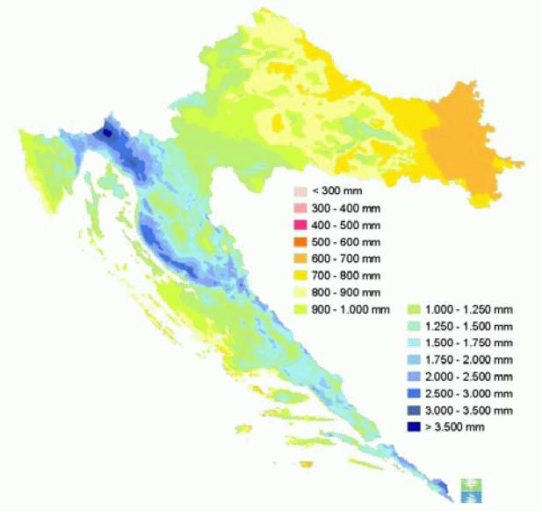 < 300 mm
300 - 400 mm
400 - 500 mm
500 - 600 mm
600 - 700 mm
700 - 800 mm
800 - 900 mm
900 - 1.000 mm
1.000 - 1.250 mm
1.250 - 1.500 mm
1.500 - 1.750 mm
1.750 - 2.000 mm
2.000 - 2.500 mm
2.500 - 3.000 mm
3.000 - 3.500 mm
> 3.500 mm